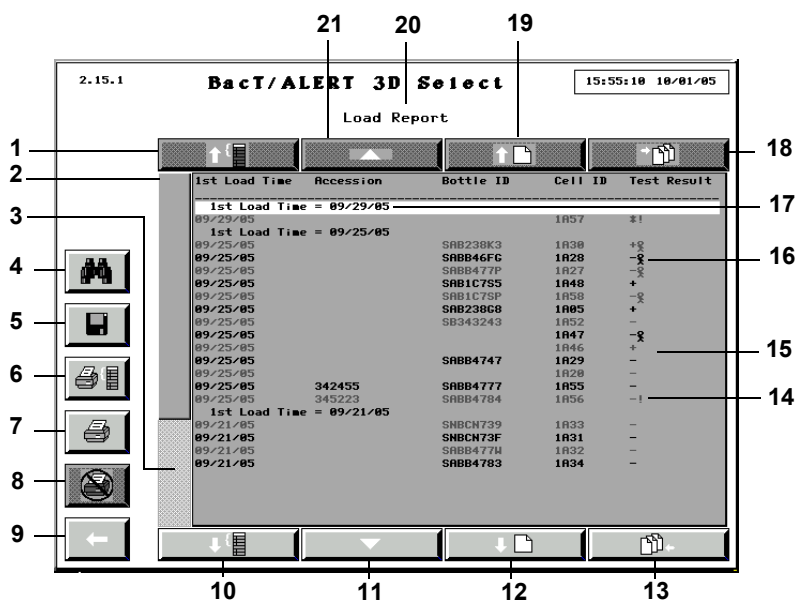 21 20 19
2.15.1 BacT/ALERT 3D Select 15:55:10 10/01/05
Load Report
1 18
2 1st Load Time Accession Bottle ID Cell ID Test Result
1st Load Time = 09/29/05 17
3 09/29/05 1A57 *!
1st Load Time = 09/25/05
09/25/05 SAB238K3 1A30 +
4 09/25/05 SABB46FG 1A28 - 16
09/25/05 SABB477P 1A27 -
09/25/05 SAB1C7S5 1A48 +
09/25/05 SAB1C7SP 1A58 -
5 09/25/05 SAB238G8 1A05 +
09/25/05 SB343243 1A52 -
09/25/05 1A47 -
09/25/05 1A46 + 15
09/25/05 SABB4747 1A29 -
6 09/25/05 1A20 -
09/25/05 342455 SABB4777 1A55 -
09/25/05 345223 SABB4784 1A56 -! 14
1st Load Time = 09/21/05
7 09/21/05 SNBCN739 1A33 -
09/21/05 SNBCN73F 1A31 -
09/21/05 SABB477W 1A32 -
09/21/05 SABB4783 1A34 -
8
9
10 11 12 13